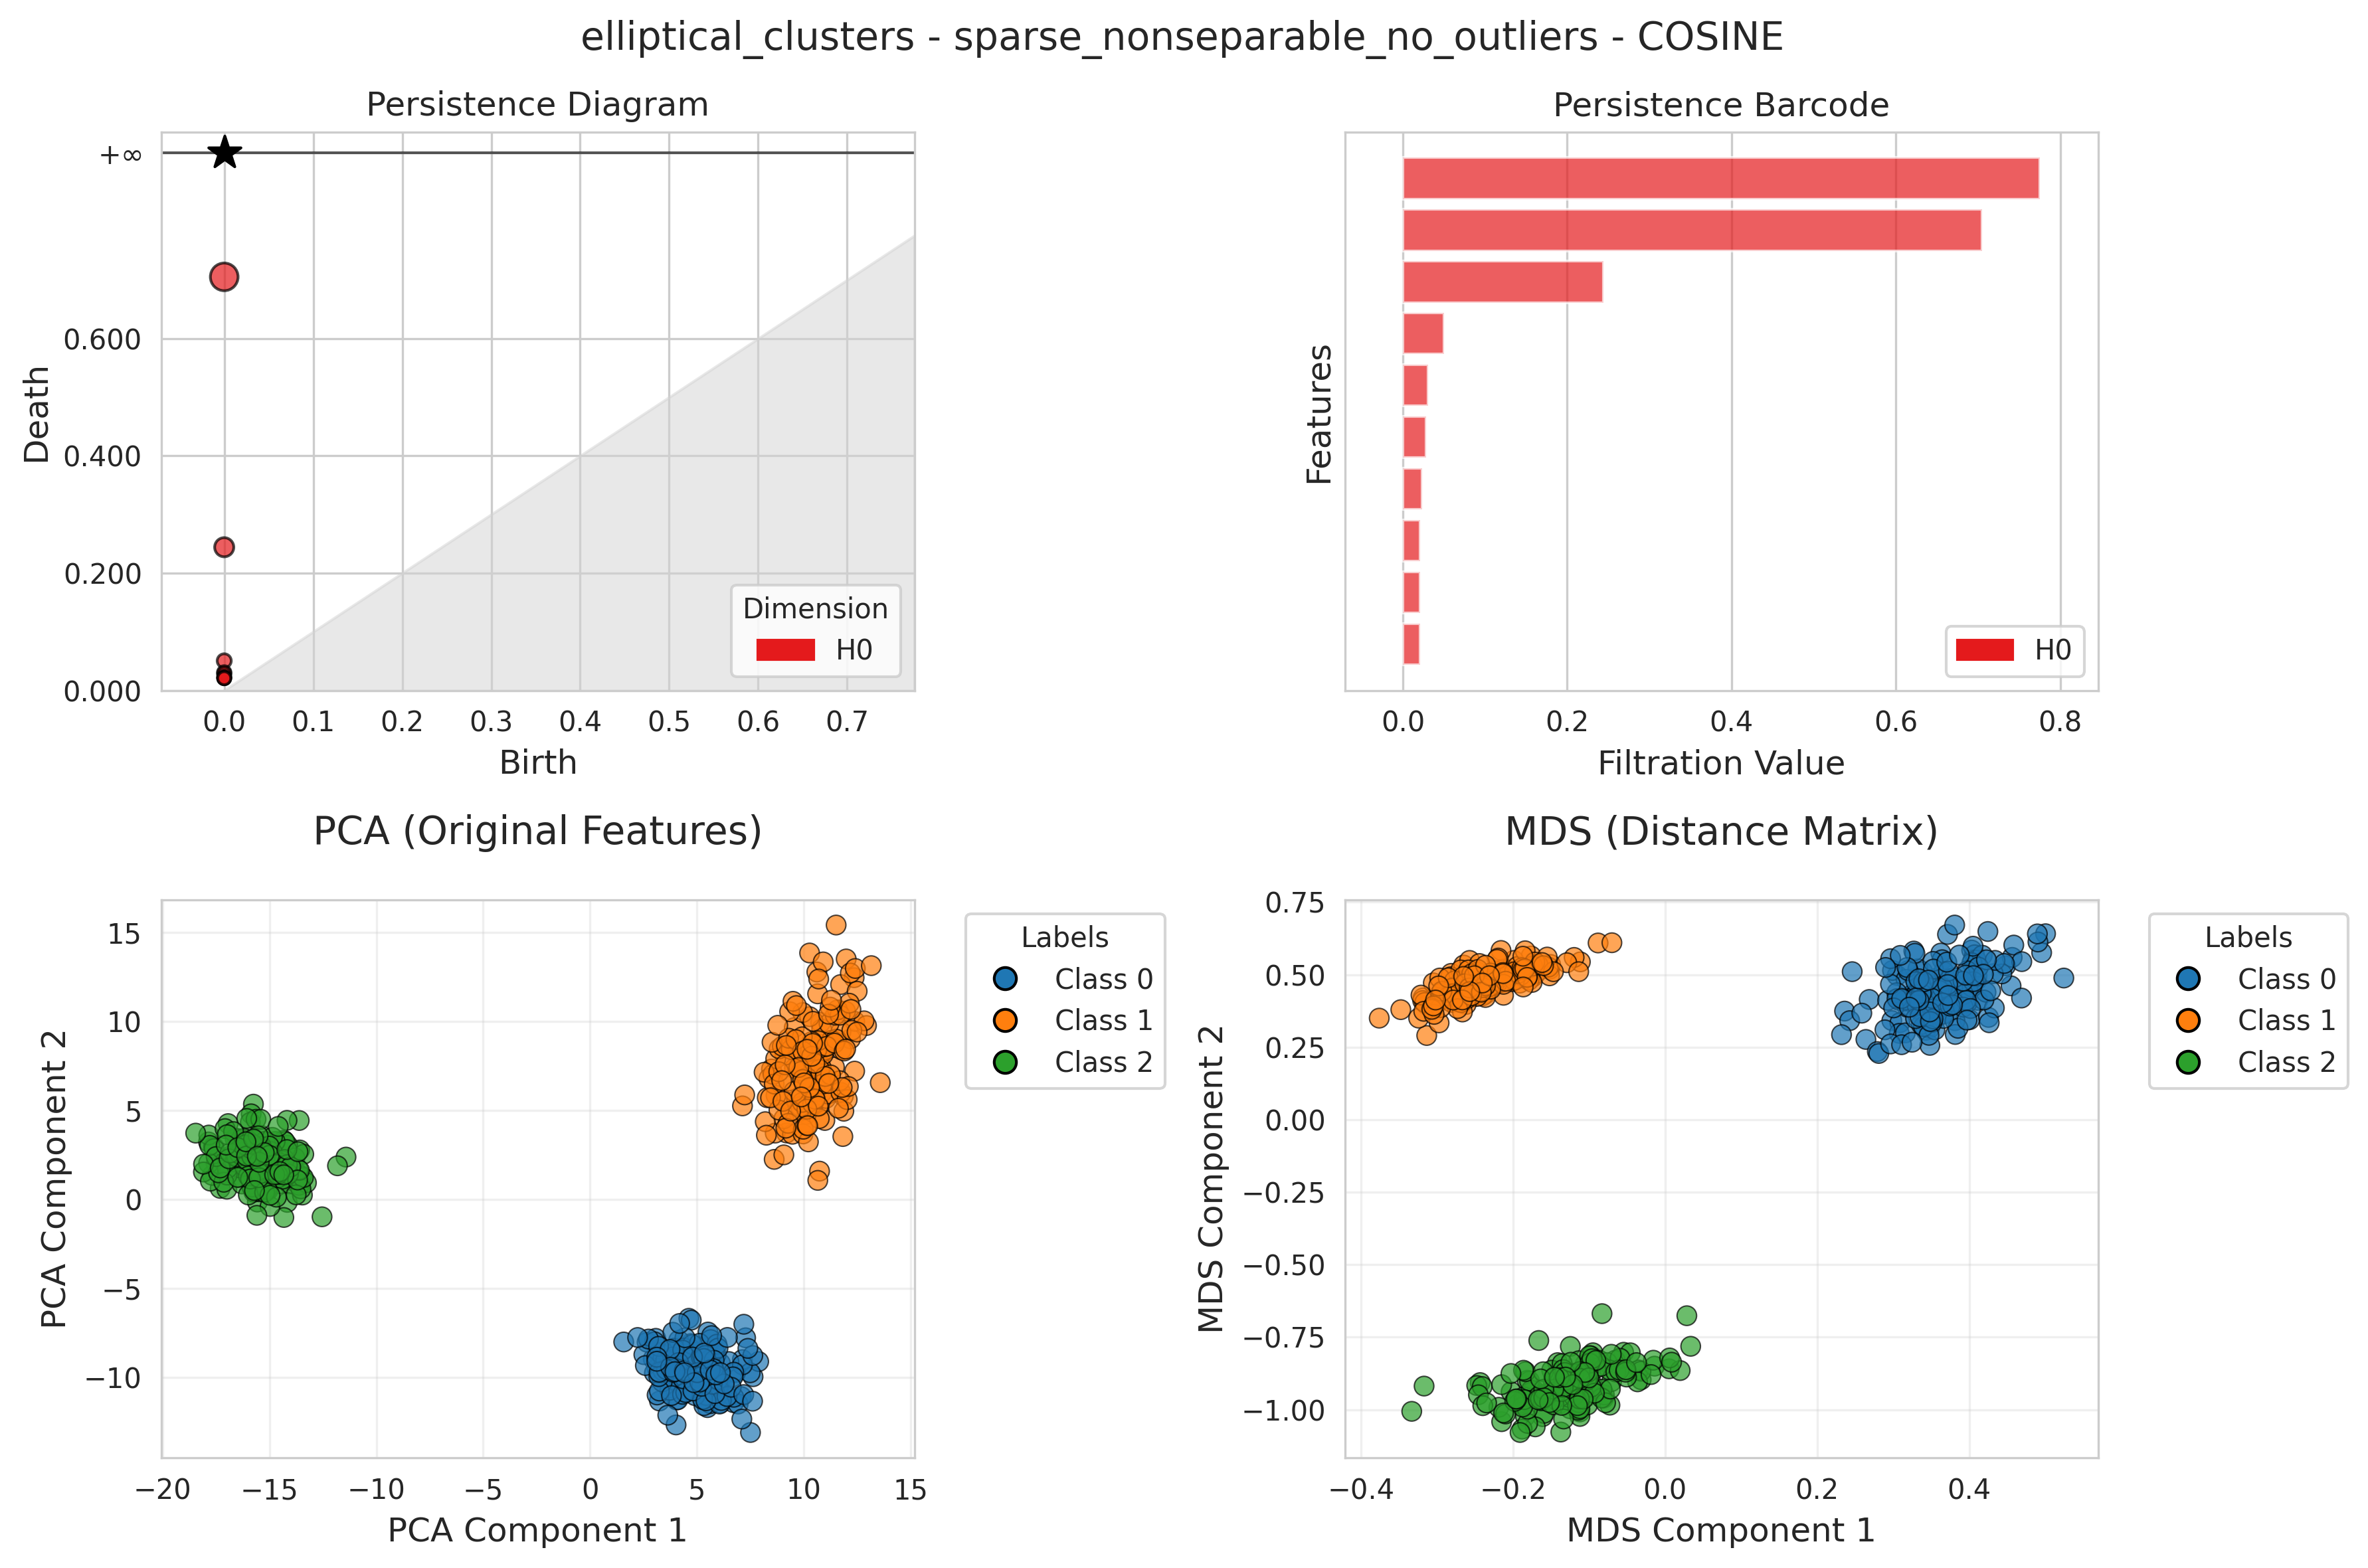 elliptical_clusters - sparse_nonseparable_no_outliers - COSINE
Persistence Diagram
+∞
0.600
0.400
0.200
0.000
Death
0.0 0.1 0.2 0.3 0.4 0.5 0.6 0.7
Birth
Dimension
H0
Persistence Barcode
Features
0.0 0.2 0.4 0.6 0.8
Filtration Value
H0
PCA (Original Features)
15
10
5
0
−5
−10
PCA Component 2
−20 −15 −10 −5 0 5 10 15
PCA Component 1
Labels
Class 0
Class 1
Class 2
MDS (Distance Matrix)
0.75
0.50
0.25
0.00
−0.25
−0.50
−0.75
−1.00
MDS Component 2
−0.4 −0.2 0.0 0.2 0.4
MDS Component 1
Labels
Class 0
Class 1
Class 2